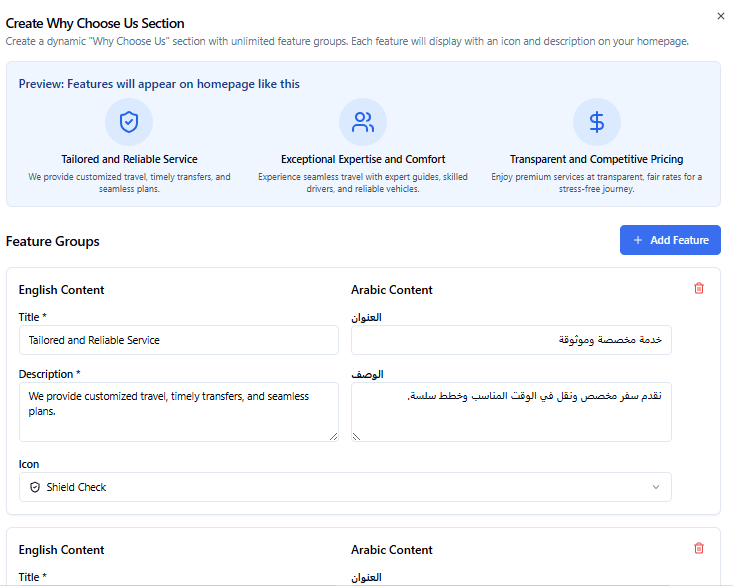 Create Why Choose Us Section
Create a dynamic "Why Choose Us" section with unlimited feature groups. Each feature will display with an icon and description on your homepage.
Preview: Features will appear on homepage like this
Tailored and Reliable Service
We provide customized travel, timely transfers, and
seamless plans.
Exceptional Expertise and Comfort
Experience seamless travel with expert guides, skilled
drivers, and reliable vehicles.
Transparent and Competitive Pricing
Enjoy premium services at transparent, fair rates for a
stress-free journey.
Feature Groups
+ Add Feature
English Content
Arabic Content
Title *
العنوان
Tailored and Reliable Service
خدمة مخصصة وموثوقة
Description *
الوصف
We provide customized travel, timely transfers, and seamless
plans.
نقدم سفر مخصص ونقل في الوقت المناسب وخطط سلسة.
Icon
Shield Check
English Content
Arabic Content
Title *
العنوان